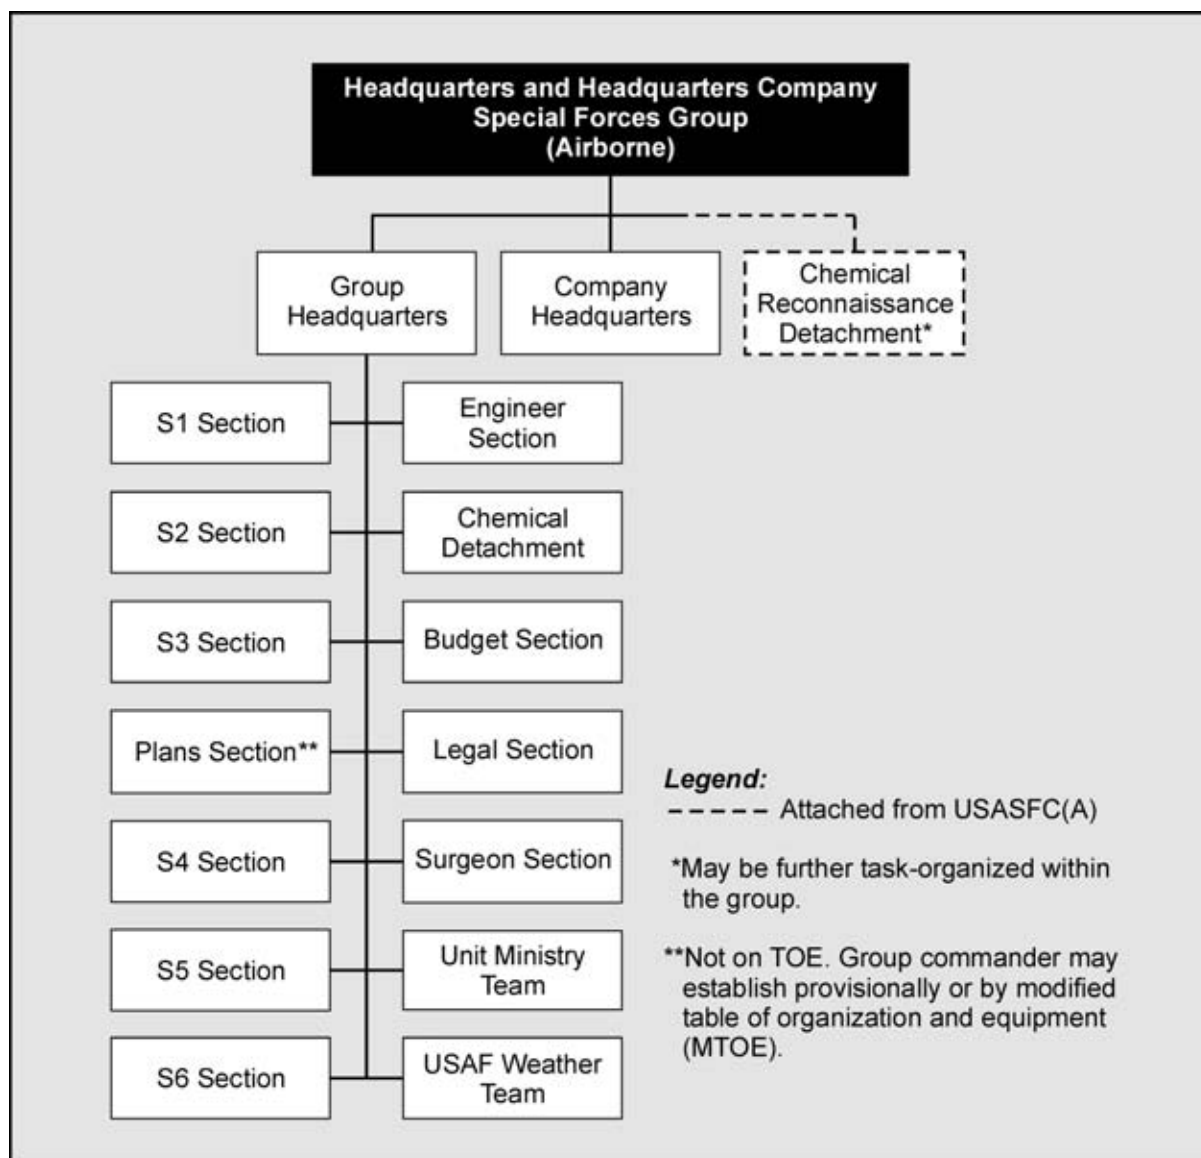 Headquarters and Headquarters Company
Special Forces Group
(Airborne)
Group
Headquarters
Company
Headquarters
Chemical
Reconnaissance
Detachment*
S1 Section
Engineer
Section
S2 Section
Chemical
Detachment
S3 Section
Budget Section
Plans Section**
Legal Section
S4 Section
Surgeon Section
S5 Section
Unit Ministry
Team
S6 Section
USAF Weather
Team
Legend:
Attached from USASFC(A)
*May be further task-organized within
the group.
**Not on TOE. Group commander may
establish provisionally or by modified
table of organization and equipment
(MTOE).